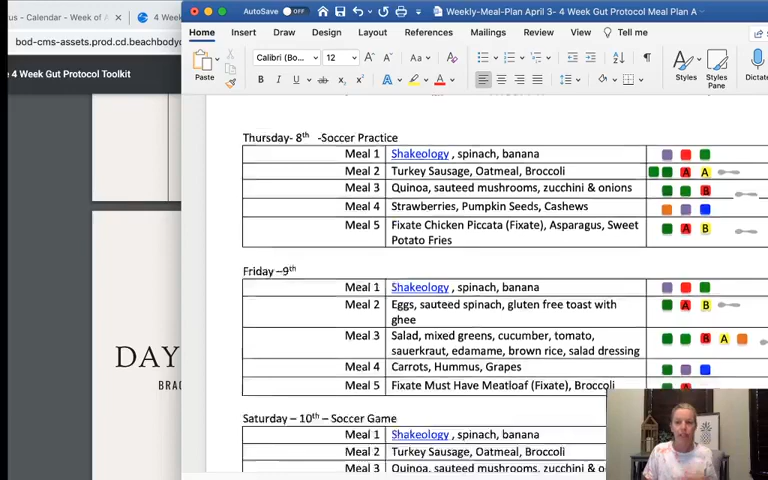 us - Calendar - Week of A
4 Week
bod-cms-assets.prod.cd.beachbodyo
e 4 Week Gut Protocol Toolkit
DAY
BRAC
AutoSave OFF
Weekly-Meal-Plan April 3- 4 Week Gut Protocol Meal Plan A
Home Insert Draw Design Layout References Mailings Review View Tell me
Paste
Calibri (Bo... 12
Styles
Styles Pane
Dictate
Thursday- 8th -Soccer Practice
Meal 1 Shakeology , spinach, banana
Meal 2 Turkey Sausage, Oatmeal, Broccoli A A
Meal 3 Quinoa, sauteed mushrooms, zucchini & onions B
Meal 4 Strawberries, Pumpkin Seeds, Cashews
Meal 5 Fixate Chicken Piccata (Fixate), Asparagus, Sweet A B
Potato Fries
Friday –9th
Meal 1 Shakeology , spinach, banana
Meal 2 Eggs, sauteed spinach, gluten free toast with A B
ghee
Meal 3 Salad, mixed greens, cucumber, tomato, B A
sauerkraut, edamame, brown rice, salad dressing
Meal 4 Carrots, Hummus, Grapes
Meal 5 Fixate Must Have Meatloaf (Fixate), Broccoli A
Saturday – 10th – Soccer Game
Meal 1 Shakeology , spinach, banana
Meal 2 Turkey Sausage, Oatmeal, Broccoli
Meal 3 Quinoa, sauteed mushrooms, zucchini & o